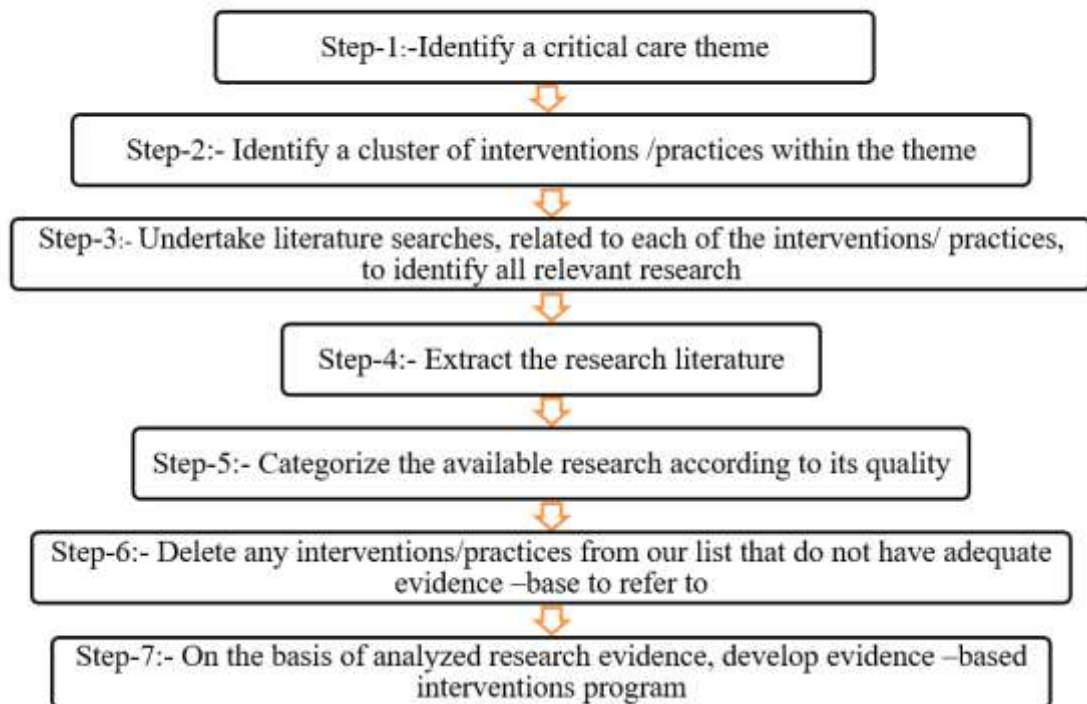 Step-1:-Identify a critical care theme
Step-2:- Identify a cluster of interventions /practices within the theme
Step-3:- Undertake literature searches, related to each of the interventions/ practices,
to identify all relevant research
Step-4:- Extract the research literature
Step-5:- Categorize the available research according to its quality
Step-6:- Delete any interventions/practices from our list that do not have adequate
evidence –base to refer to
Step-7:- On the basis of analyzed research evidence, develop evidence –based
interventions program